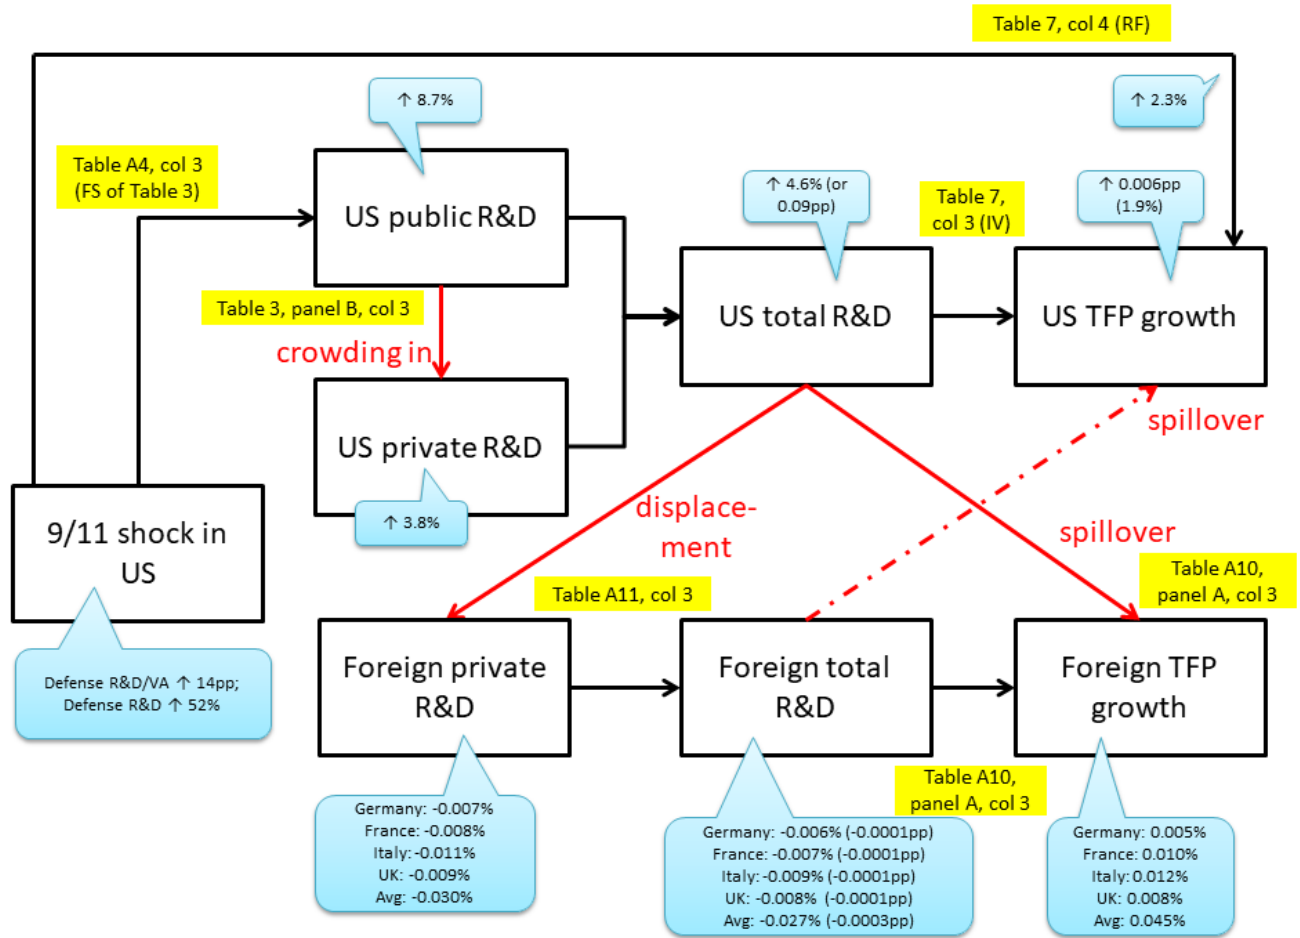 Table 7, col 4 (RF)
↑ 8.7%
↑ 2.3%
Table A4, col 3
(FS of Table 3)
US public R&D
↑ 4.6% (or
0.09pp)
Table 7,
col 3 (IV)
↑ 0.006pp
(1.9%)
Table 3, panel B, col 3
crowding in
US total R&D
US TFP growth
US private R&D
↑ 3.8%
9/11 shock in
US
displace-
ment
spillover
spillover
Table A11, col 3
Table A10,
panel A, col 3
Defense R&D/VA ↑ 14pp;
Defense R&D ↑ 52%
Foreign private
R&D
Foreign total
R&D
Foreign TFP
growth
Table A10,
panel A, col 3
Germany: -0.007%
France: -0.008%
Italy: -0.011%
UK: -0.009%
Avg: -0.030%
Germany: -0.006% (-0.0001pp)
France: -0.007% (-0.0001pp)
Italy: -0.009% (-0.0001pp)
UK: -0.008%  (-0.0001pp)
Avg: -0.027% (-0.0003pp)
Germany: 0.005%
France: 0.010%
Italy: 0.012%
UK: 0.008%
Avg: 0.045%